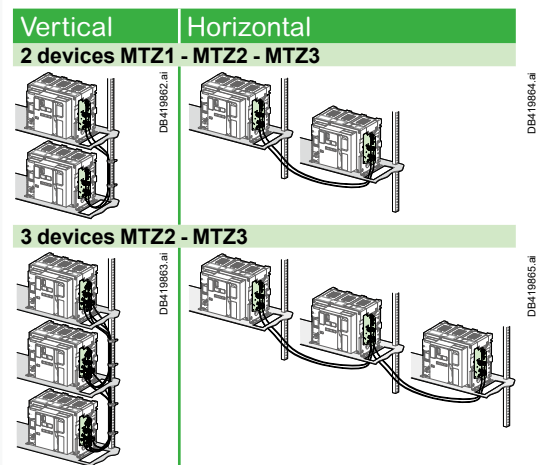 Vertical Horizontal
2 devices MTZ1 - MTZ2 - MTZ3
DB419862.ai
DB419864.ai
3 devices MTZ2 - MTZ3
DB419863.ai
DB419865.ai